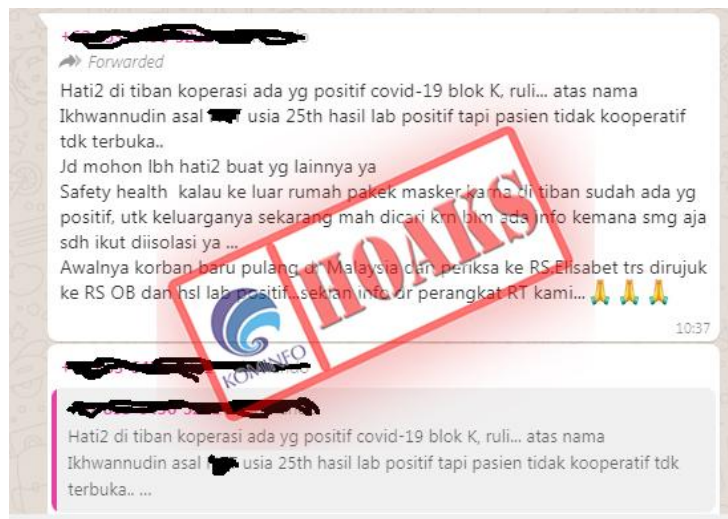 Forwarded
Hati2 di tiban koperasi ada yg positif covid-19 blok K, ruli... atas nama
Ikhwannudin asal usia 25th hasil lab positif tapi pasien tidak kooperatif
tdk terbuka..
Jd mohon lbh hati2 buat yg lainnya ya
Safety health kalau ke luar rumah pakek masker karna di tiban sudah ada yg
positif, utk keluarganya sekarang mah dicari krn blm ada info kemana smg aja
sdh ikut diisolasi ya ...
Awalnya korban baru pulang dr Malaysia dan periksa ke RS.Elisabet trs dirujuk
ke RS OB dan hsl lab positif...sekian info dr perangkat RT kami... 🙏 🙏 🙏
10:37
HOAKS
KOMINFO
Hati2 di tiban koperasi ada yg positif covid-19 blok K, ruli... atas nama
Ikhwannudin asal usia 25th hasil lab positif tapi pasien tidak kooperatif tdk
terbuka.. ...